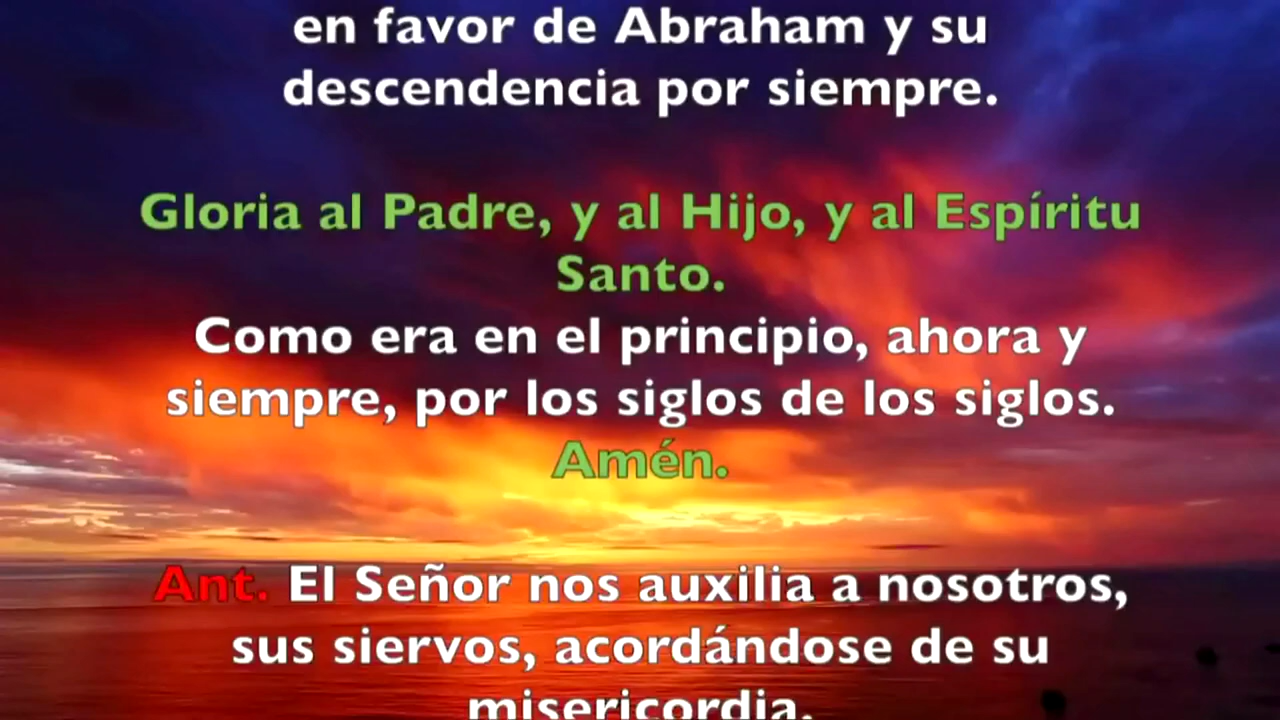 en favor de Abraham y su
descendencia por siempre.
Gloria al Padre, y al Hijo, y al Espíritu
Santo.
Como era en el principio, ahora y
siempre, por los siglos de los siglos.
Amén.
Ant. El Señor nos auxilia a nosotros,
sus siervos, acordándose de su
misericordia.